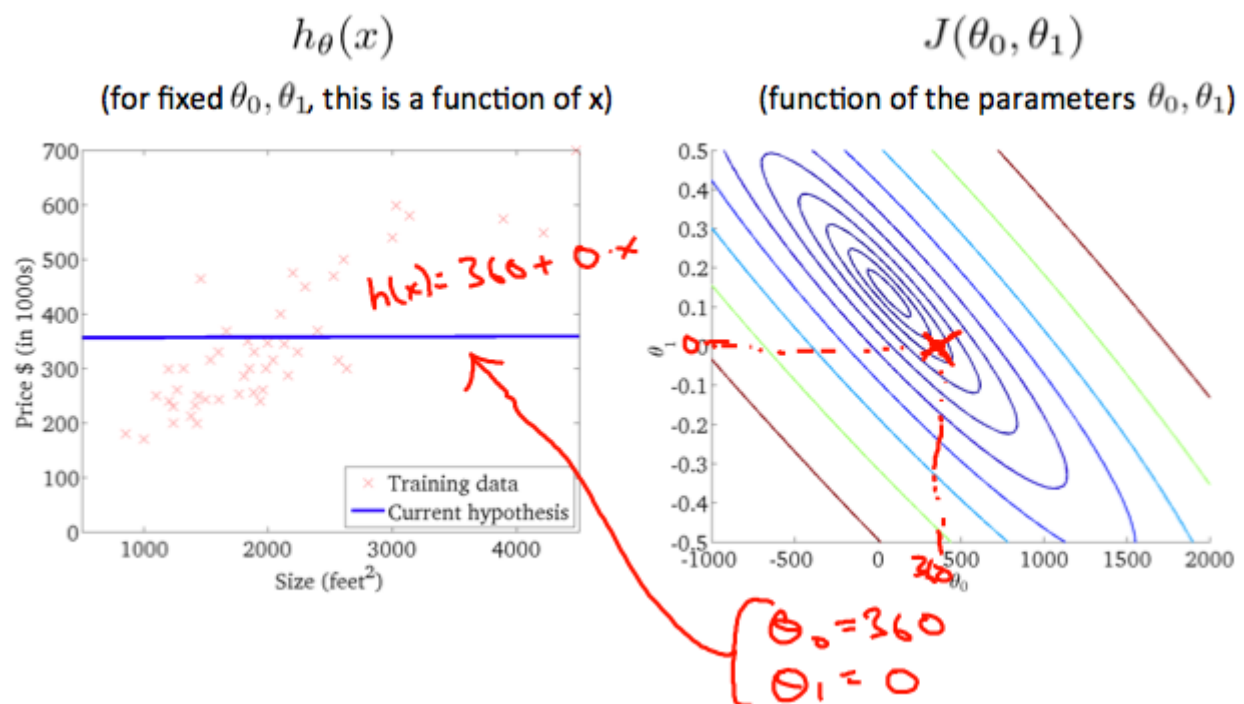 h_θ(x)
(for fixed θ₀, θ₁, this is a function of x)
700
600
500
400
300
200
100
0
Price $ (in 1000s)
1000
2000
3000
4000
Size (feet²)
Training data
Current hypothesis
h(x) = 360 + 0 · x
J(θ₀, θ₁)
(function of the parameters θ₀, θ₁)
0.5
0.4
0.3
0.2
0.1
0
-0.1
-0.2
-0.3
-0.4
-0.5
θ₁
0
-1000
-500
0
500
1000
1500
2000
360
θ₀
θ₀ = 360
θ₁ = 0